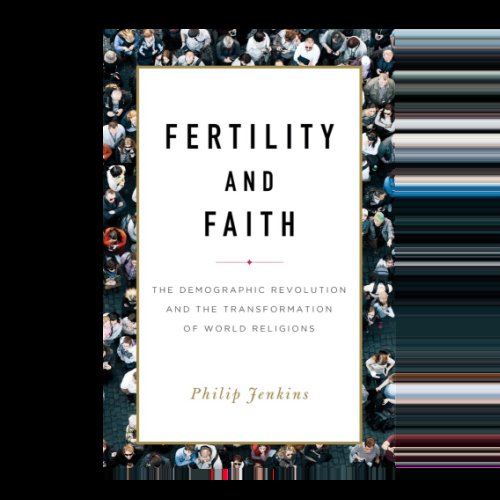 FERTILITY
AND
FAITH
THE DEMOGRAPHIC REVOLUTION
AND THE TRANSFORMATION
OF WORLD RELIGIONS
Philip Jenkins